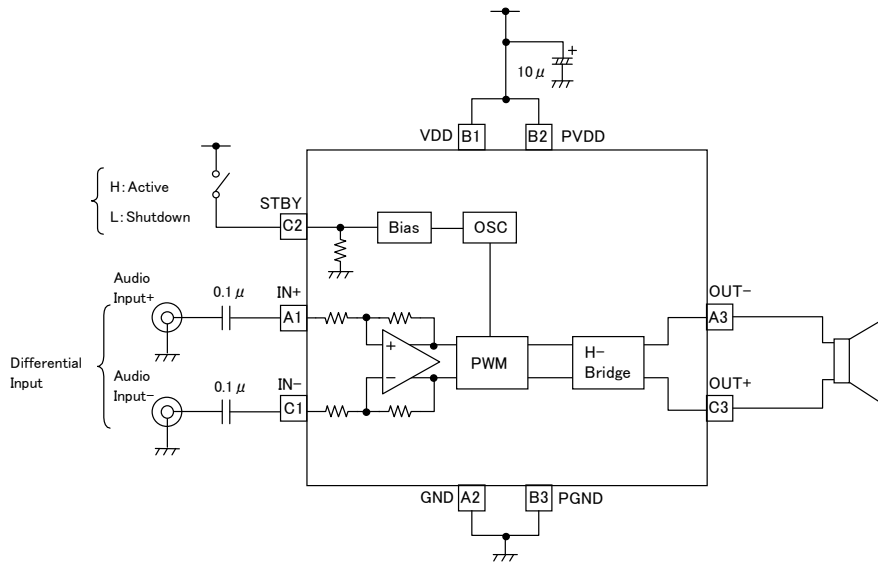 10μ
VDD B1 B2 PVDD
H:Active
L:Shutdown
STBY
C2
Bias
OSC
Audio
Input+
0.1μ
IN+
A1
OUT-
A3
Differential
Input
+
-
PWM
H-
Bridge
Audio
Input-
0.1μ
IN-
C1
OUT+
C3
GND A2 B3 PGND